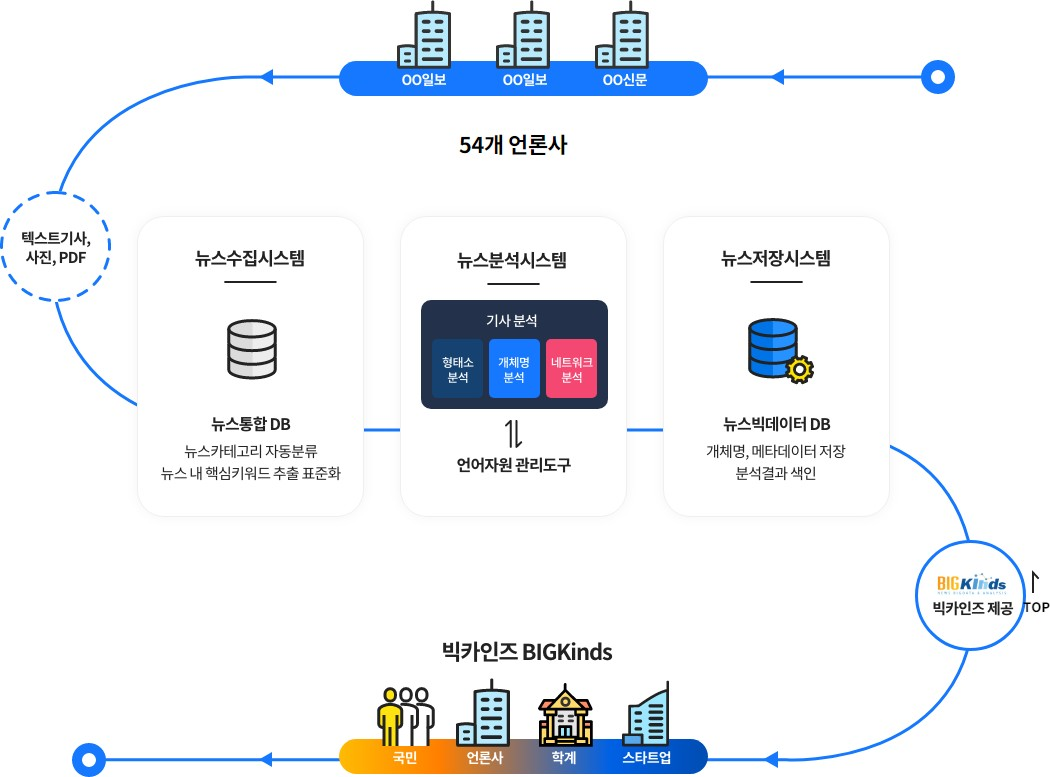 OO일보
OO일보
OO신문
54개 언론사
텍스트기사,
사진, PDF
뉴스수집시스템
뉴스통합 DB
뉴스카테고리 자동분류
뉴스 내 핵심키워드 추출 표준화
뉴스분석시스템
기사 분석
형태소
분석
개체명
분석
네트워크
분석
언어자원 관리도구
뉴스저장시스템
뉴스빅데이터 DB
개체명, 메타데이터 저장
분석결과 색인
BIGKinds
빅카인즈 제공
TOP
빅카인즈 BIGKinds
국민
언론사
학계
스타트업